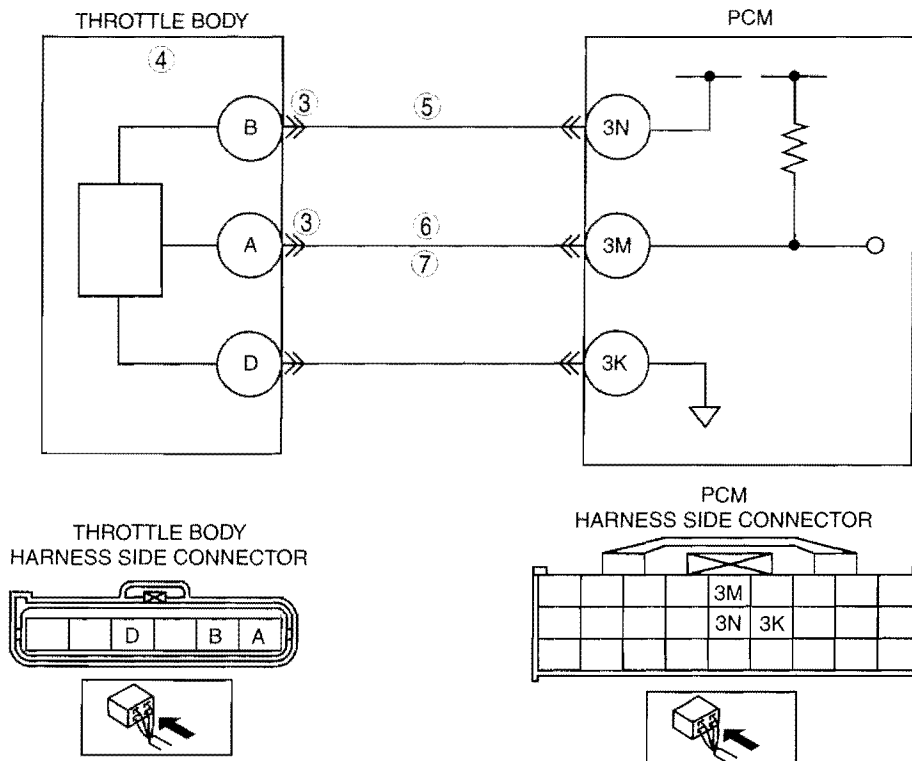 THROTTLE BODY
PCM
④
B
③
⑤
3N
A
③
⑥
⑦
3M
D
3K
THROTTLE BODY
HARNESS SIDE CONNECTOR
PCM
HARNESS SIDE CONNECTOR
D B A
3M
3N 3K